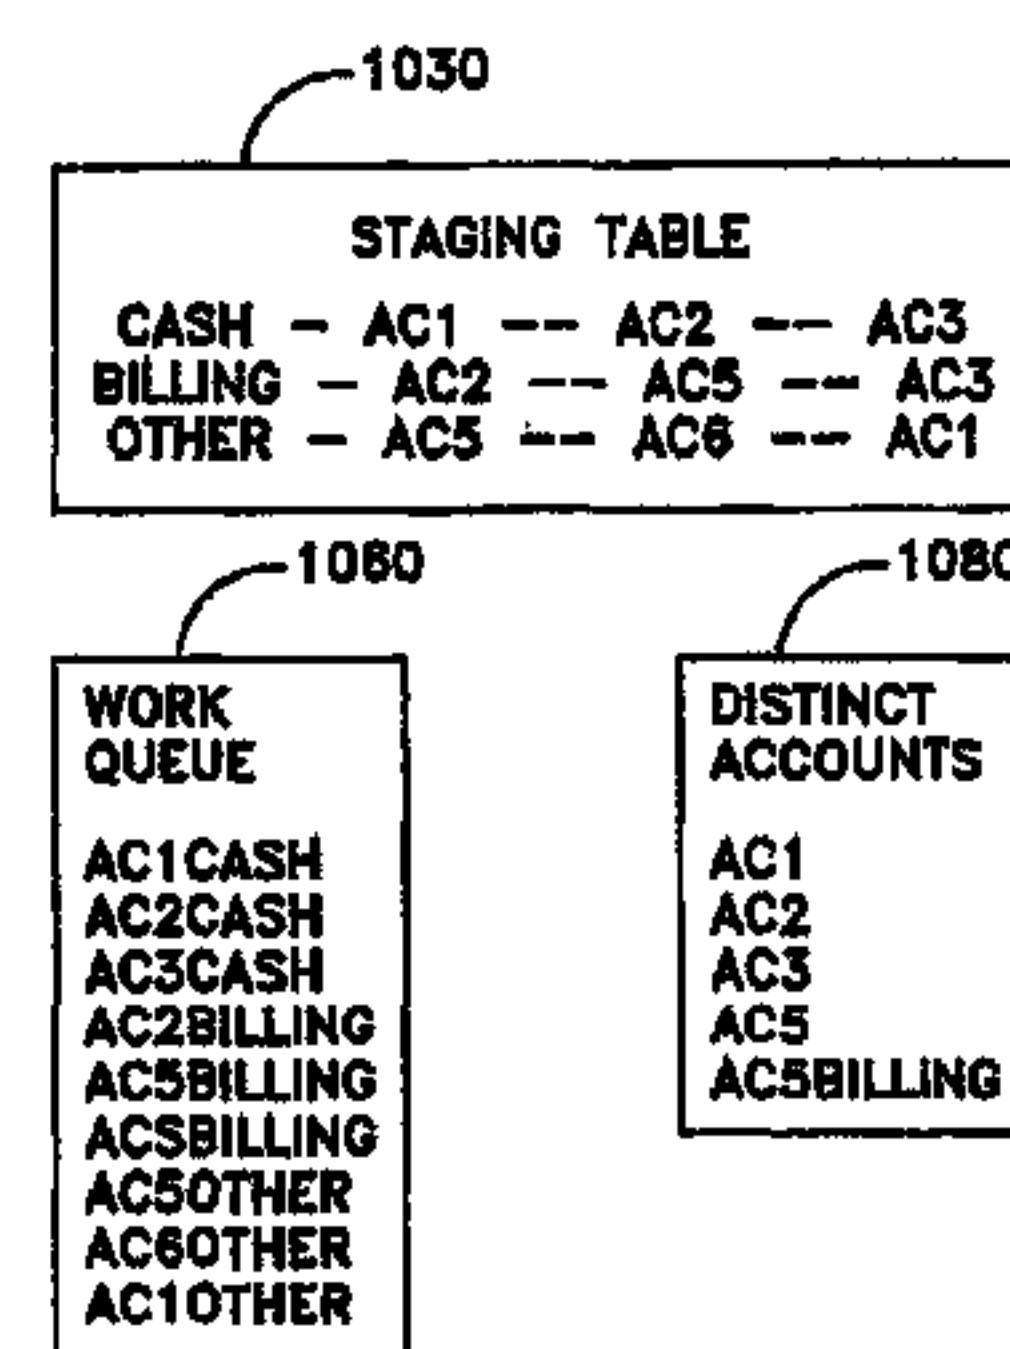 1030
STAGING TABLE
CASH - AC1 -- AC2 -- AC3
BILLING - AC2 -- AC5 -- AC3
OTHER - AC5 -- AC6 -- AC1
1060
1080
WORK
QUEUE
AC1CASH
AC2CASH
AC3CASH
AC2BILLING
AC5BILLING
ACSBILLING
AC5OTHER
AC6OTHER
AC1OTHER
DISTINCT
ACCOUNTS
AC1
AC2
AC3
AC5
AC5BILLING